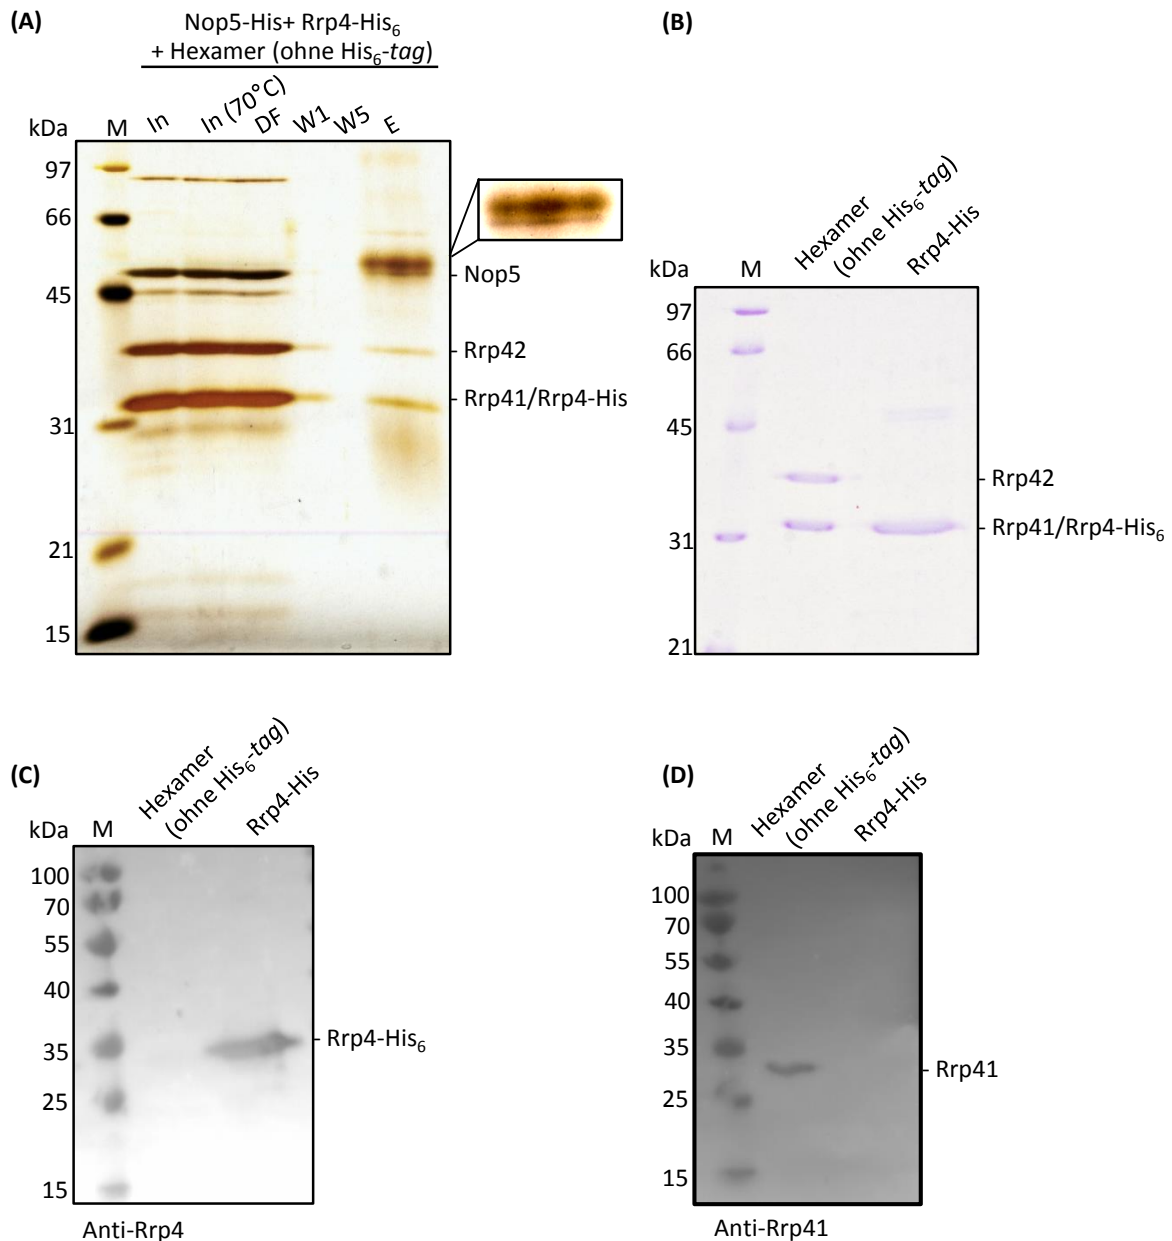 (A)
Nop5-His+ Rrp4-His6
+ Hexamer (ohne His6-tag)
kDa M In In (70°C) DF W1 W5 E
97
66
Nop5
45
Rrp42
Rrp41/Rrp4-His
31
21
15
(B)
kDa M Hexamer (ohne His6-tag) Rrp4-His
97
66
45
Rrp42
Rrp41/Rrp4-His6
31
21
(C)
kDa M Hexamer (ohne His6-tag) Rrp4-His
100
70
55
40
Rrp4-His6
35
25
15
Anti-Rrp4
(D)
kDa M Hexamer (ohne His6-tag) Rrp4-His
100
70
55
40
35
Rrp41
25
15
Anti-Rrp41